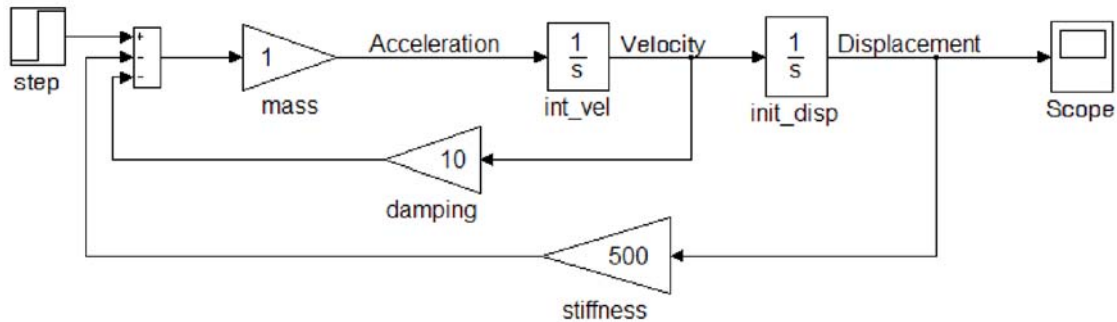 step
+
−
−
1
mass
Acceleration
1
s
int_vel
Velocity
1
s
init_disp
Displacement
Scope
10
damping
500
stiffness